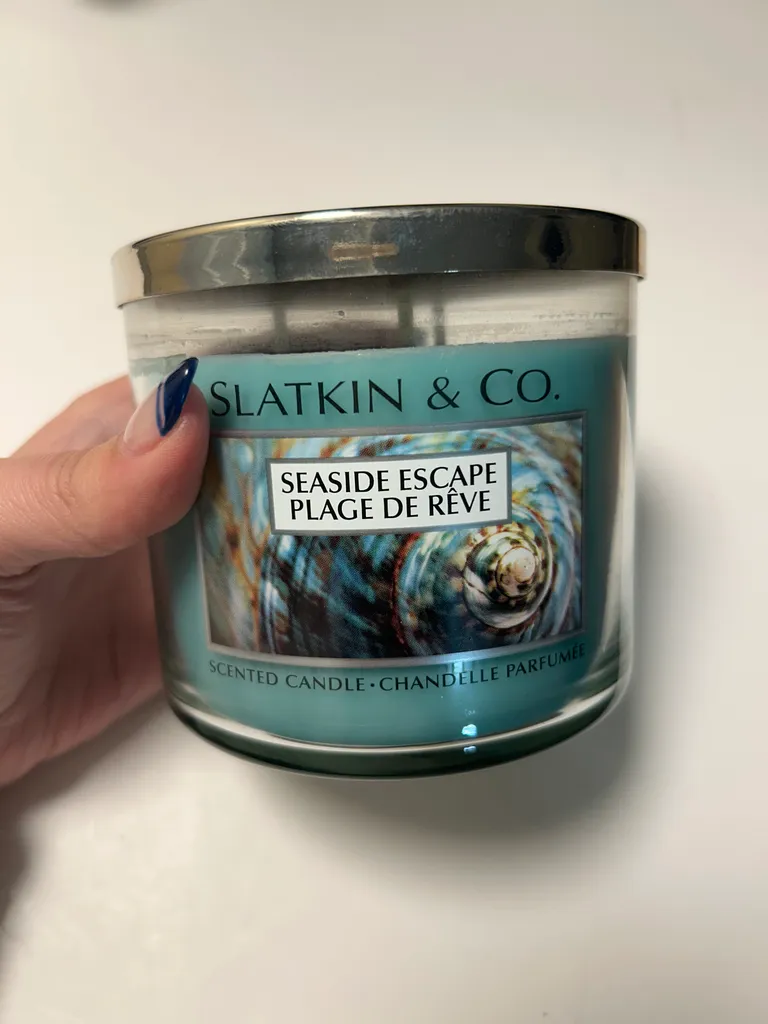 SLATKIN & CO.
SEASIDE ESCAPE
PLAGE DE RÊVE
SCENTED CANDLE • CHANDELLE PARFUMÉE